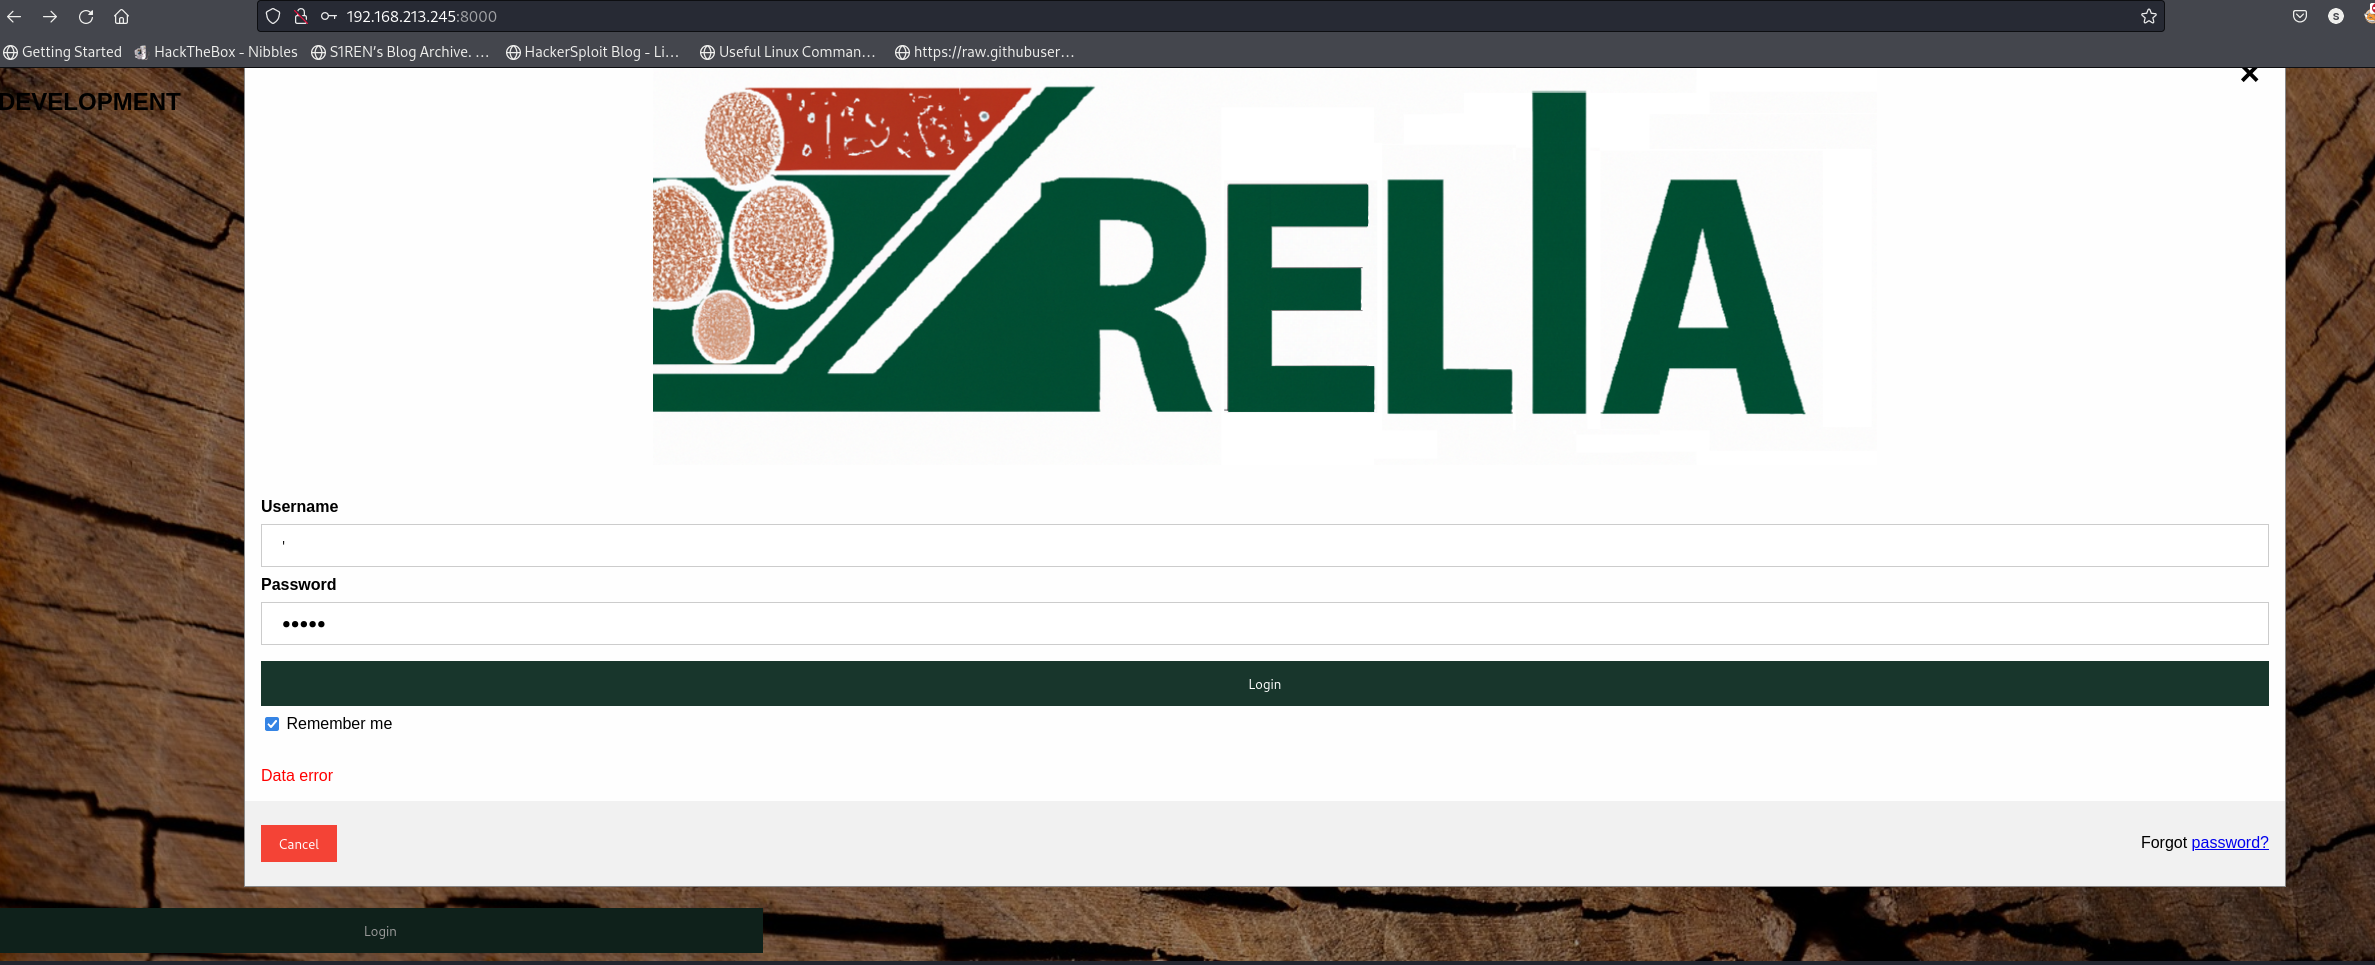 192.168.213.245:8000
Getting Started HackTheBox - Nibbles S1REN’s Blog Archive. ... HackerSploit Blog - Li... Useful Linux Comman... https://raw.githubuser...
DEVELOPMENT
RELIA
Username
'
Password
Login
Remember me
Data error
Cancel
Forgot password?
Login